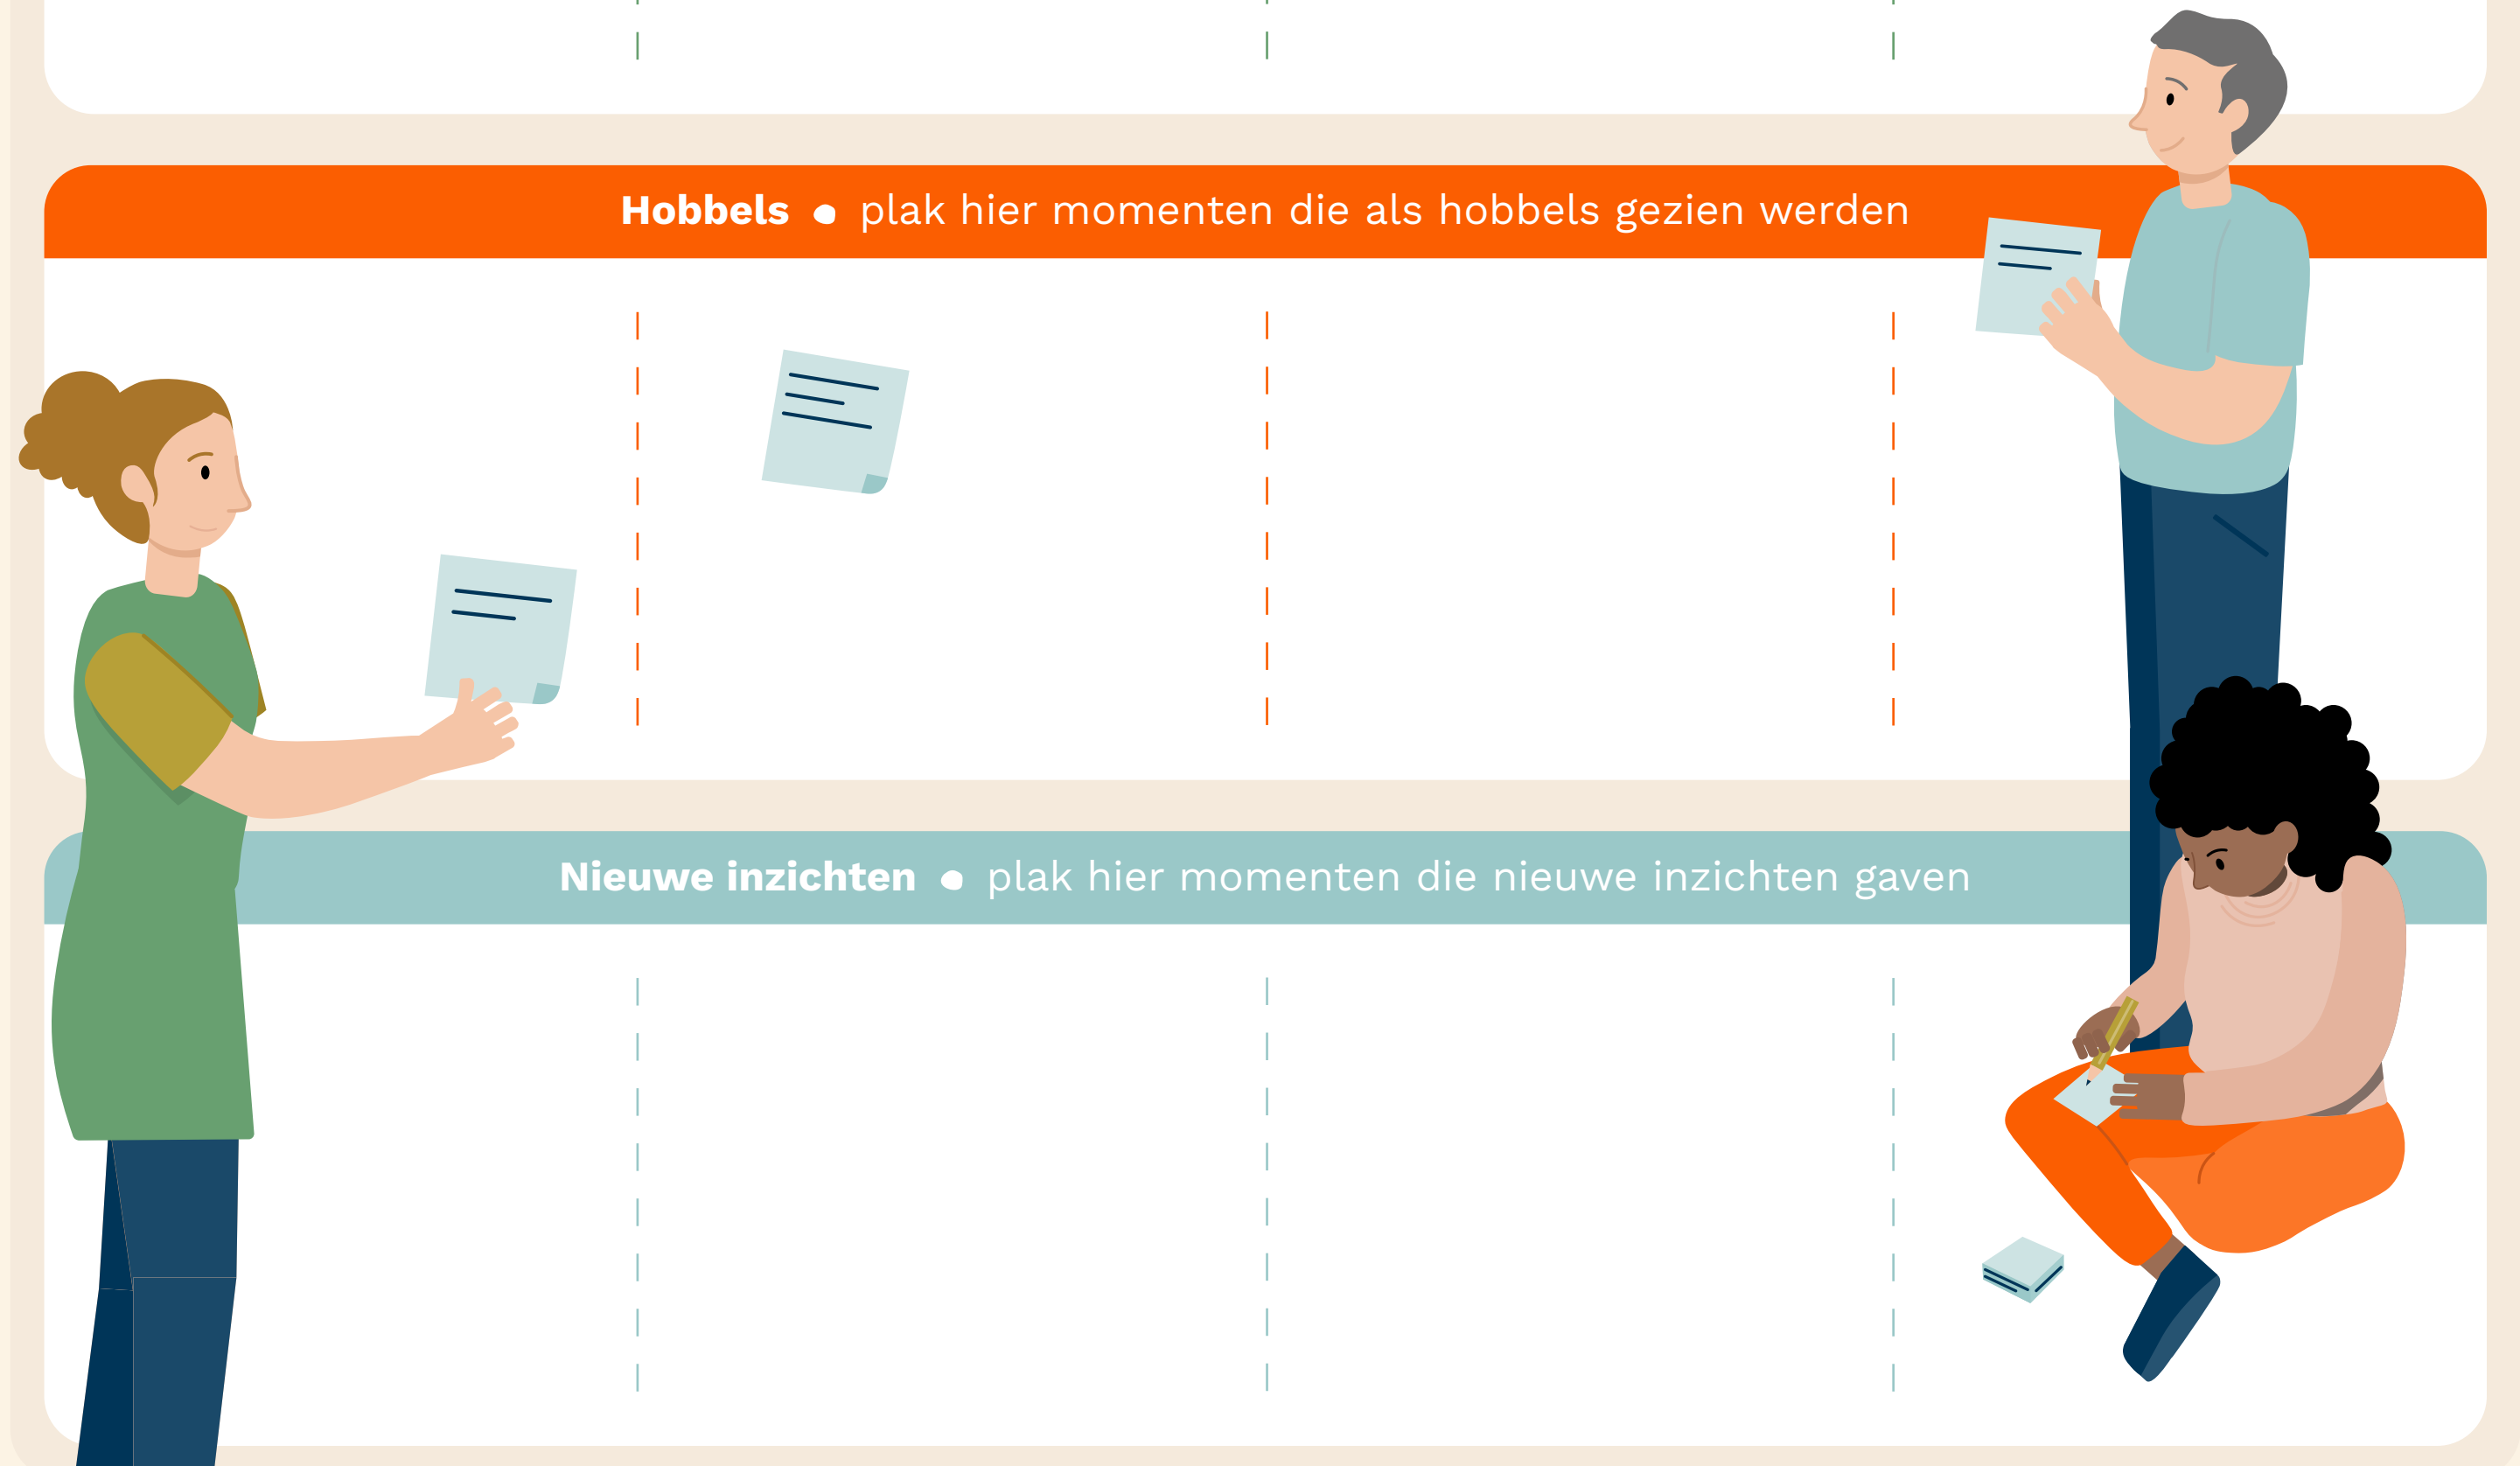 Hobbels • plak hier momenten die als hobbels gezien werden
Nieuwe inzichten • plak hier momenten die nieuwe inzichten gaven